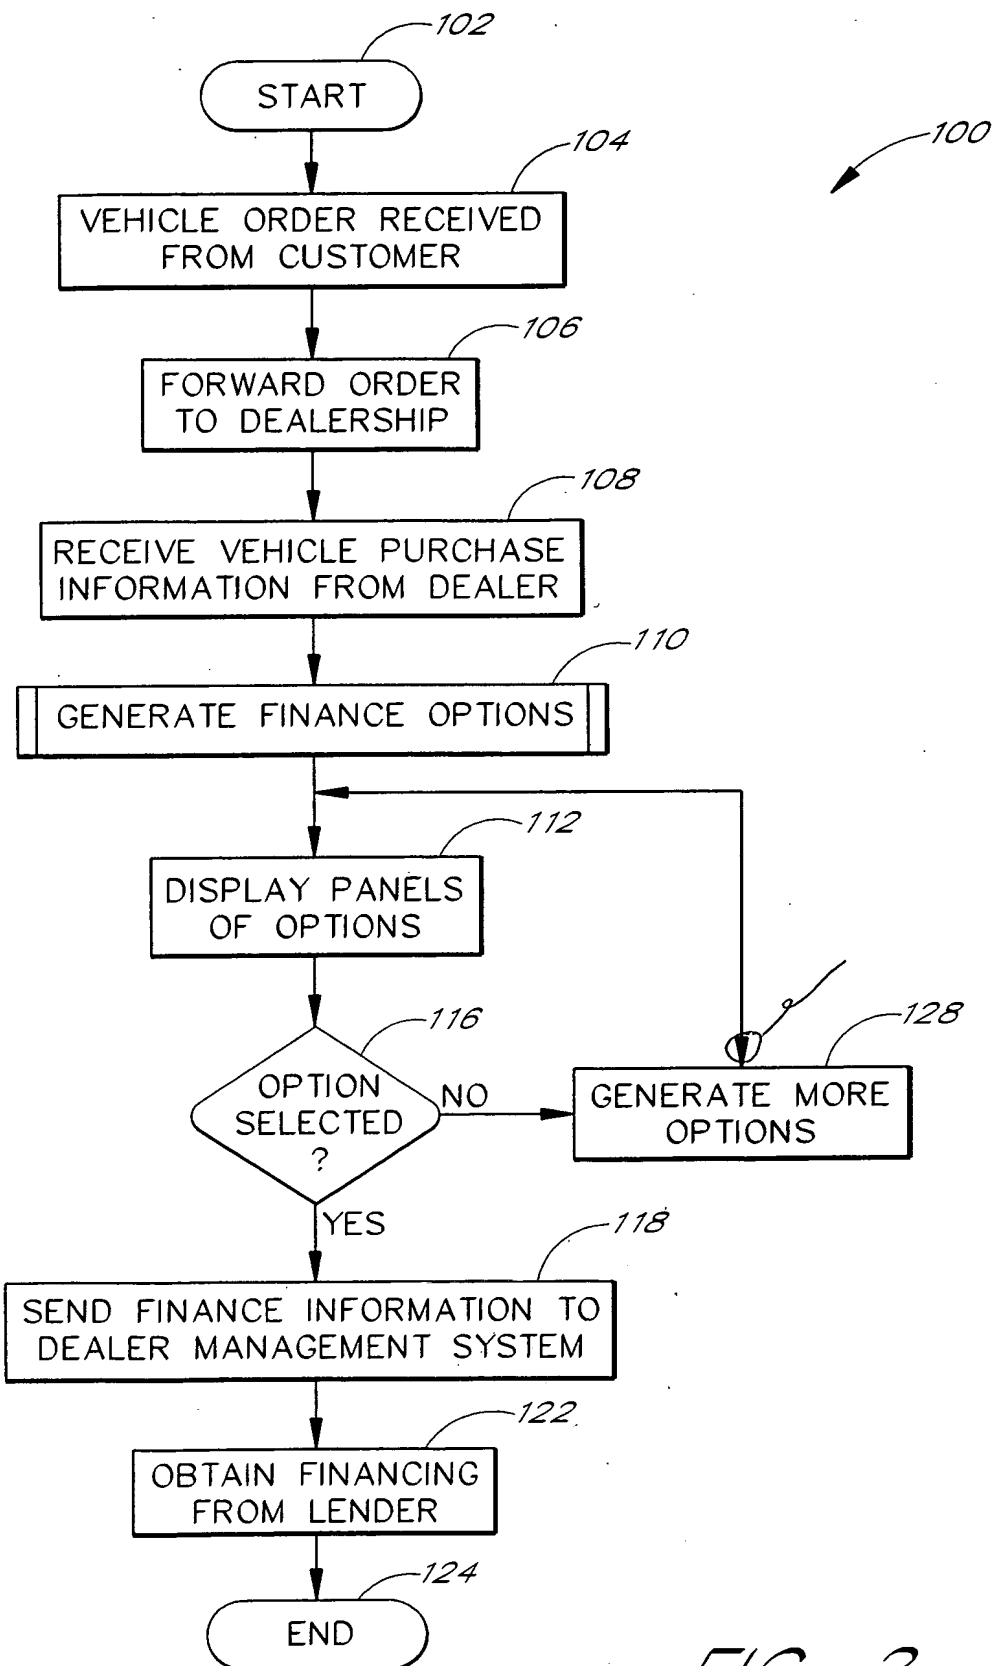 102
START
100
104
VEHICLE ORDER RECEIVED
FROM CUSTOMER
106
FORWARD ORDER
TO DEALERSHIP
108
RECEIVE VEHICLE PURCHASE
INFORMATION FROM DEALER
110
GENERATE FINANCE OPTIONS
112
DISPLAY PANELS
OF OPTIONS
116
OPTION
SELECTED
?
NO
128
GENERATE MORE
OPTIONS
YES
118
SEND FINANCE INFORMATION TO
DEALER MANAGEMENT SYSTEM
122
OBTAIN FINANCING
FROM LENDER
124
END